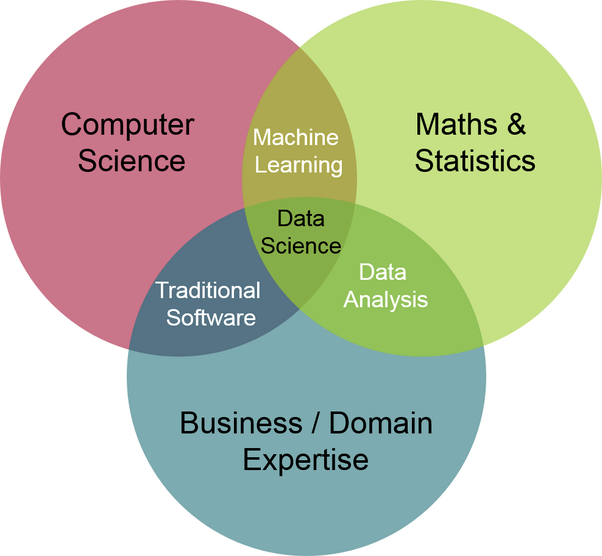 Computer
Science
Maths &
Statistics
Machine
Learning
Data
Science
Traditional
Software
Data
Analysis
Business / Domain
Expertise